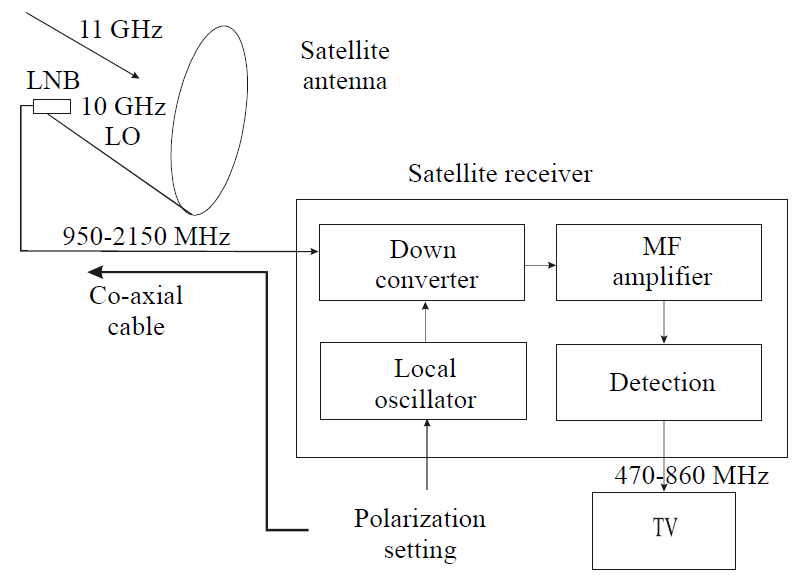 11 GHz
Satellite
antenna
LNB
10 GHz
LO
Satellite receiver
950-2150 MHz
Down
converter
MF
amplifier
Co-axial
cable
Local
oscillator
Detection
470-860 MHz
Polarization
setting
TV